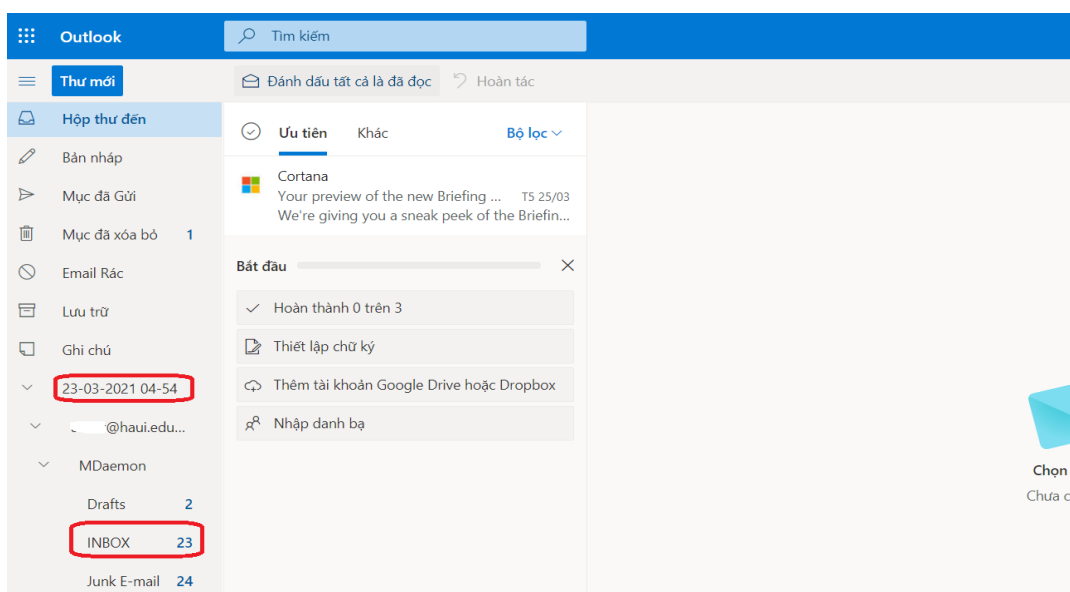 Outlook
Tìm kiếm
Thư mới
Đánh dấu tất cả là đã đọc
Hoàn tác
Hộp thư đến
Bản nháp
Mục đã Gửi
Mục đã xóa bỏ 1
Email Rác
Lưu trữ
Ghi chú
23-03-2021 04-54
@haui.edu...
MDaemon
Drafts 2
INBOX 23
Junk E-mail 24
Ưu tiên Khác Bộ lọc
Cortana
Your preview of the new Briefing ... T5 25/03
We're giving you a sneak peek of the Briefin...
Bắt đầu
Hoàn thành 0 trên 3
Thiết lập chữ ký
Thêm tài khoản Google Drive hoặc Dropbox
Nhập danh bạ
Chọn
Chưa